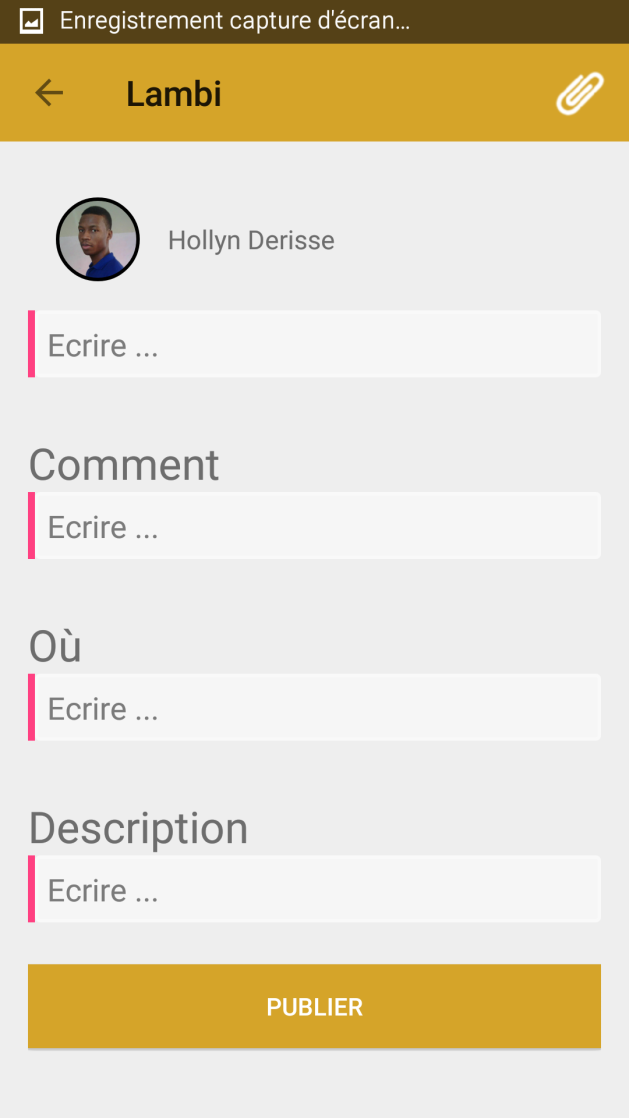 Enregistrement capture d'écran...
Lambi
Hollyn Derisse
Ecrire ...
Comment
Ecrire ...
Où
Ecrire ...
Description
Ecrire ...
PUBLIER